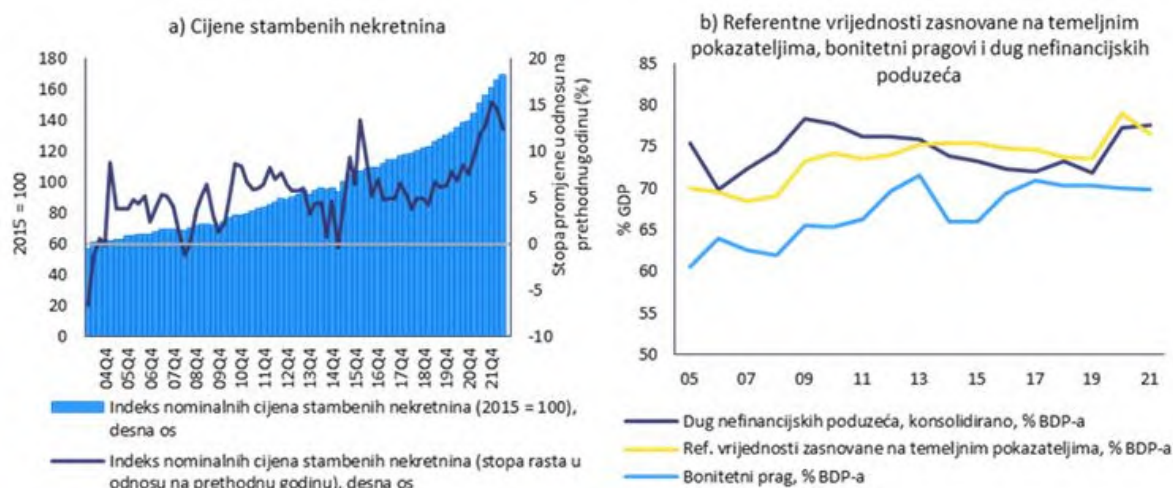 a) Cijene stambenih nekretnina
2015 = 100
180
160
140
120
100
80
60
40
20
0
20
15
10
5
0
-5
-10
Stopa promjene u odnosu na
prethodnu godinu (%)
04Q4
05Q4
06Q4
07Q4
08Q4
09Q4
10Q4
11Q4
12Q4
13Q4
14Q4
15Q4
16Q4
17Q4
18Q4
19Q4
20Q4
21Q4
Indeks nominalnih cijena stambenih nekretnina (2015 = 100),
desna os
Indeks nominalnih cijena stambenih nekretnina (stopa rasta u
odnosu na prethodnu godinu), desna os
b) Referentne vrijednosti zasnovane na temeljnim
pokazateljima, bonitetni pragovi i dug nefinancijskih
poduzeća
% GDP
85
80
75
70
65
60
55
50
05
07
09
11
13
15
17
19
21
Dug nefinancijskih poduzeća, konsolidirano, % BDP-a
Ref. vrijednosti zasnovane na temeljnim pokazateljima, % BDP-a
Bonitetni prag, % BDP-a